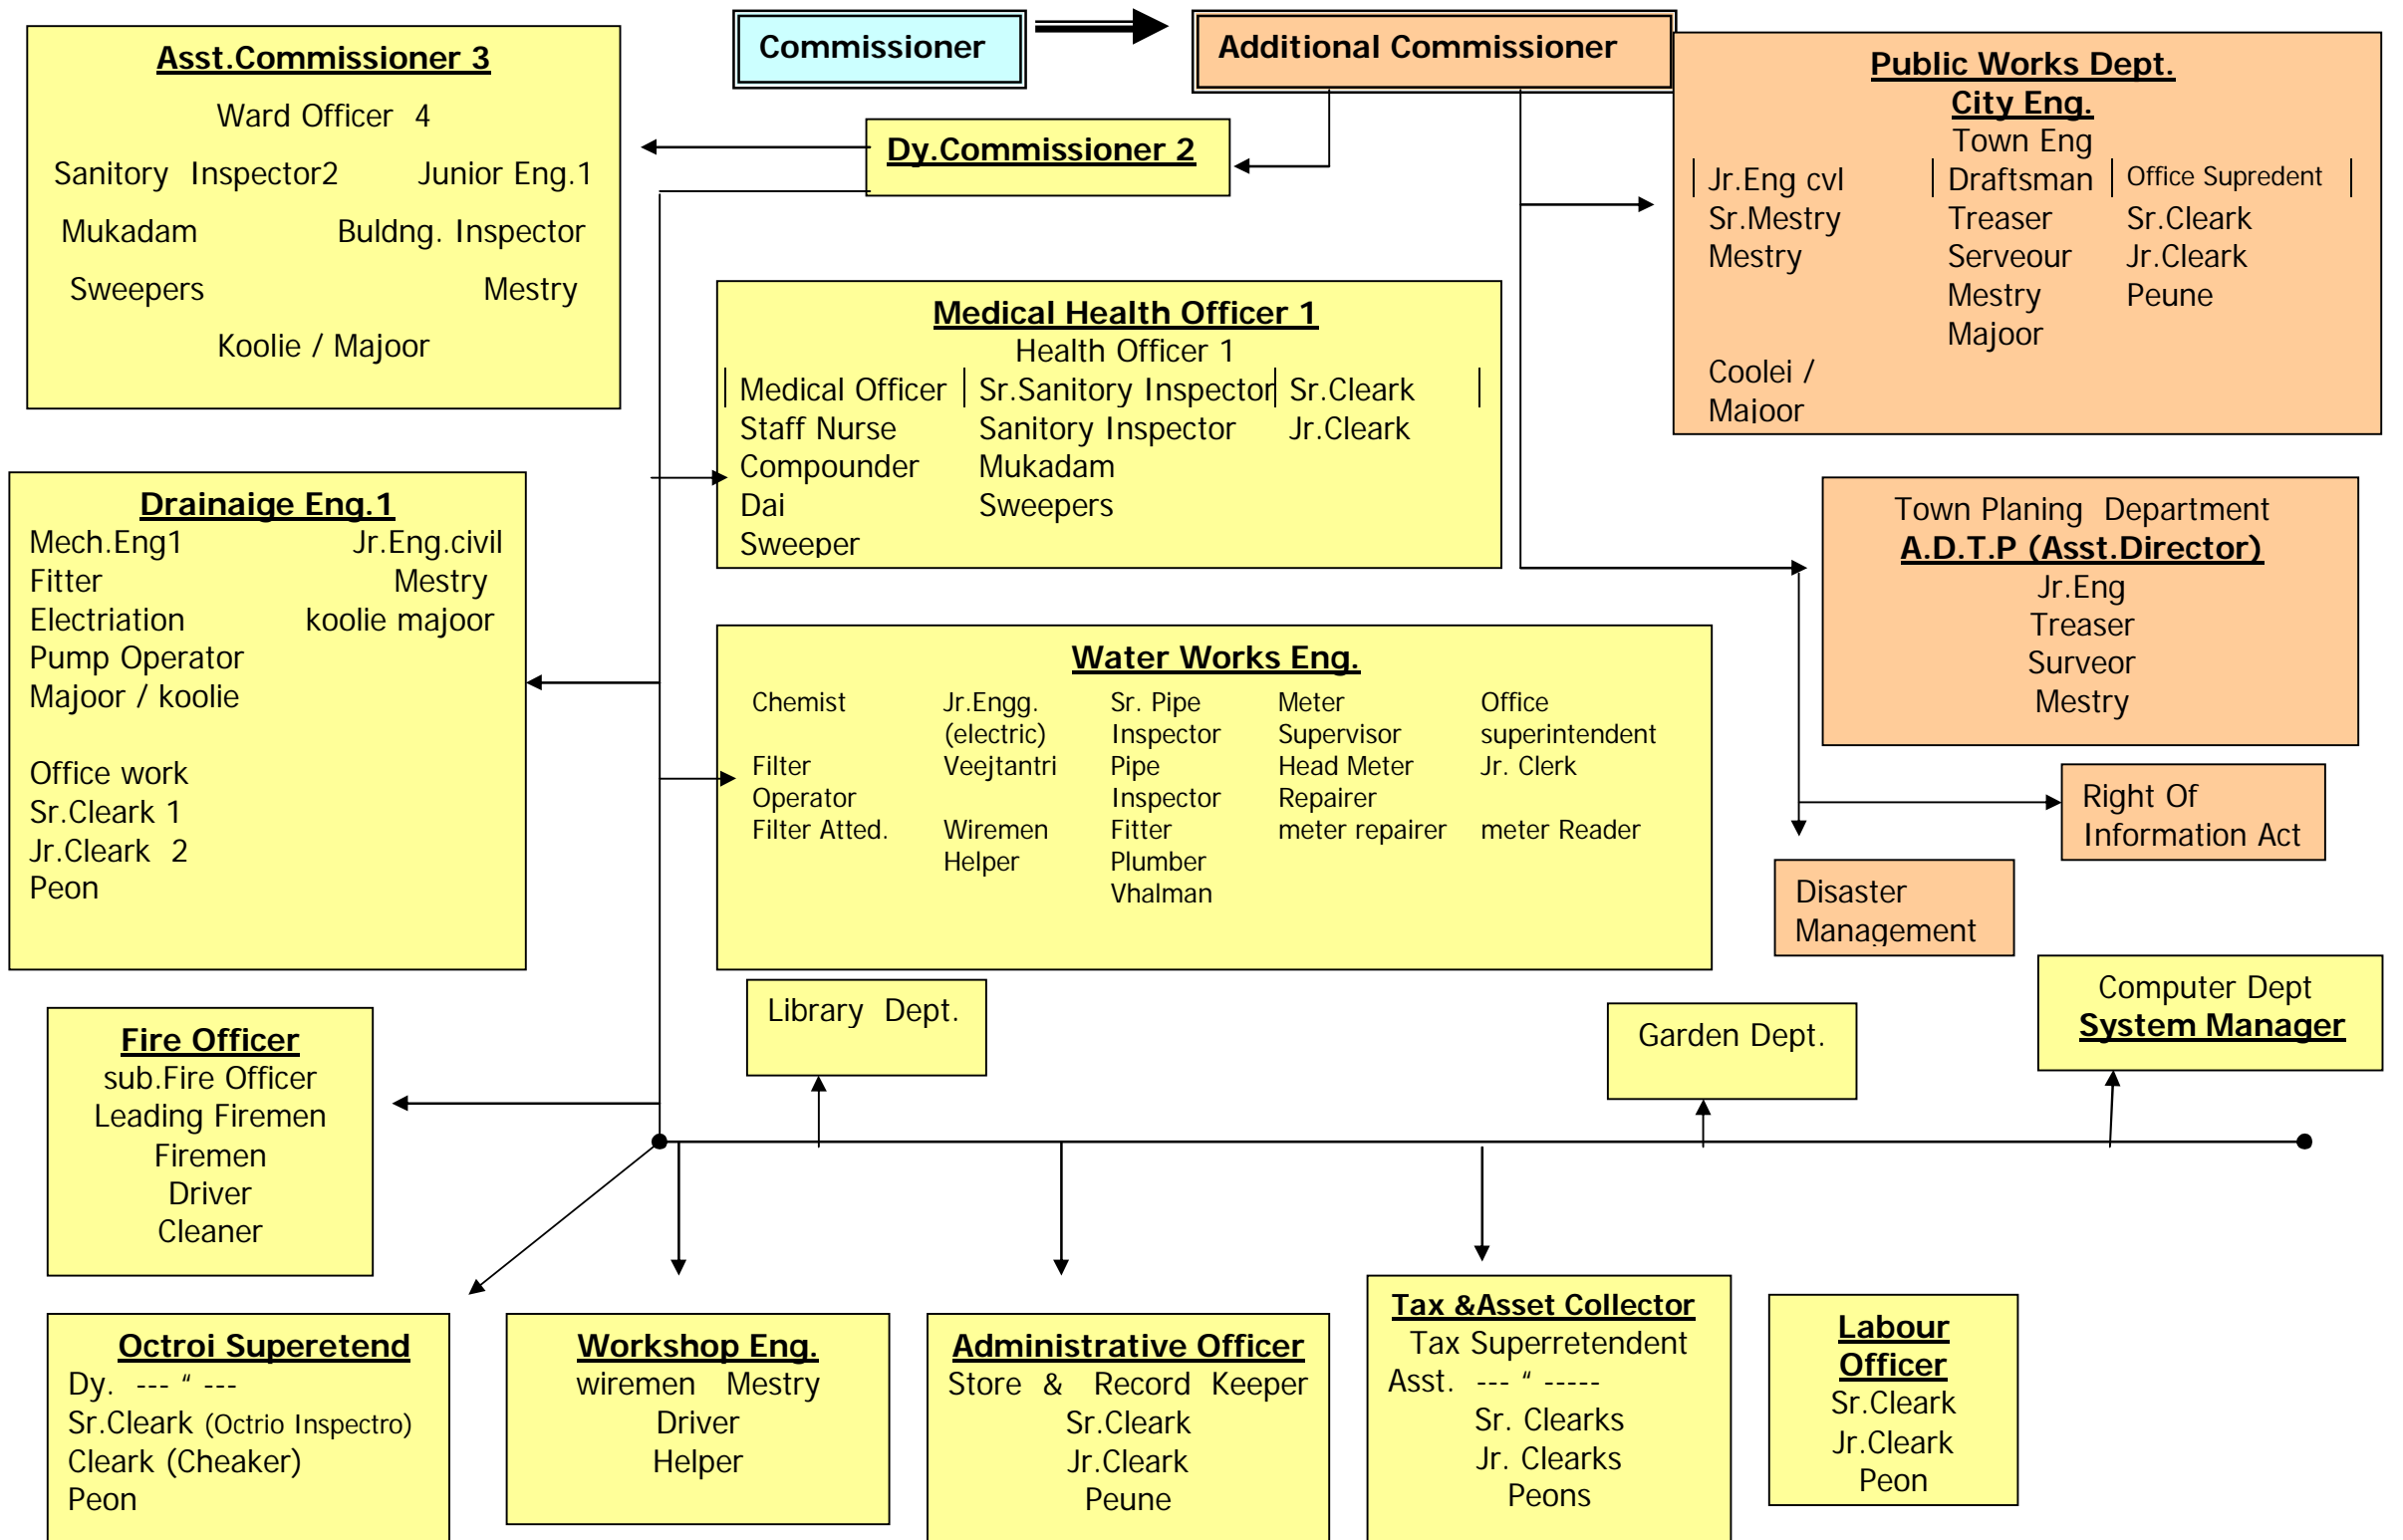 Commissioner
Additional Commissioner
Asst.Commissioner 3
Ward Officer 4
Sanitory Inspector2 Junior Eng.1
Mukadam Buldng. Inspector
Sweepers Mestry
Koolie / Majoor
Dy.Commissioner 2
Public Works Dept.
City Eng.
Town Eng
Jr.Eng cvl Draftsman Office Supredent
Sr.Mestry Treaser Sr.Cleark
Mestry Serveour Jr.Cleark
Mestry Peune
Majoor
Coolei /
Majoor
Medical Health Officer 1
Health Officer 1
Medical Officer Sr.Sanitory Inspector Sr.Cleark
Staff Nurse Sanitory Inspector Jr.Cleark
Compounder Mukadam
Dai Sweepers
Sweeper
Drainaige Eng.1
Mech.Eng1 Jr.Eng.civil
Fitter Mestry
Electriation koolie majoor
Pump Operator
Majoor / koolie
Office work
Sr.Cleark 1
Jr.Cleark 2
Peon
Town Planing Department
A.D.T.P (Asst.Director)
Jr.Eng
Treaser
Surveor
Mestry
Water Works Eng.
Chemist Jr.Engg. Sr. Pipe Meter Office
(electric) Inspector Supervisor superintendent
Filter Veejtantri Pipe Head Meter Jr. Clerk
Operator Inspector Repairer
Filter Atted. Wiremen Fitter meter repairer meter Reader
Helper Plumber
Vhalman
Right Of
Information Act
Disaster
Management
Library Dept.
Garden Dept.
Computer Dept
System Manager
Fire Officer
sub.Fire Officer
Leading Firemen
Firemen
Driver
Cleaner
Octroi Superetend
Dy. --- “ ---
Sr.Cleark (Octrio Inspectro)
Cleark (Cheaker)
Peon
Workshop Eng.
wiremen Mestry
Driver
Helper
Administrative Officer
Store & Record Keeper
Sr.Cleark
Jr.Cleark
Peune
Tax &Asset Collector
Tax Superretendent
Asst. --- “ -----
Sr. Clearks
Jr. Clearks
Peons
Labour
Officer
Sr.Cleark
Jr.Cleark
Peon